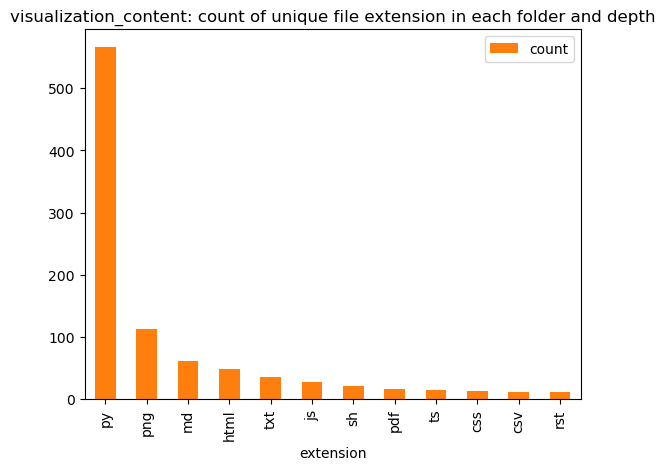 visualization_content: count of unique file extension in each folder and depth
count
500
400
300
200
100
0
py
png
md
html
txt
js
sh
pdf
ts
css
csv
rst
extension